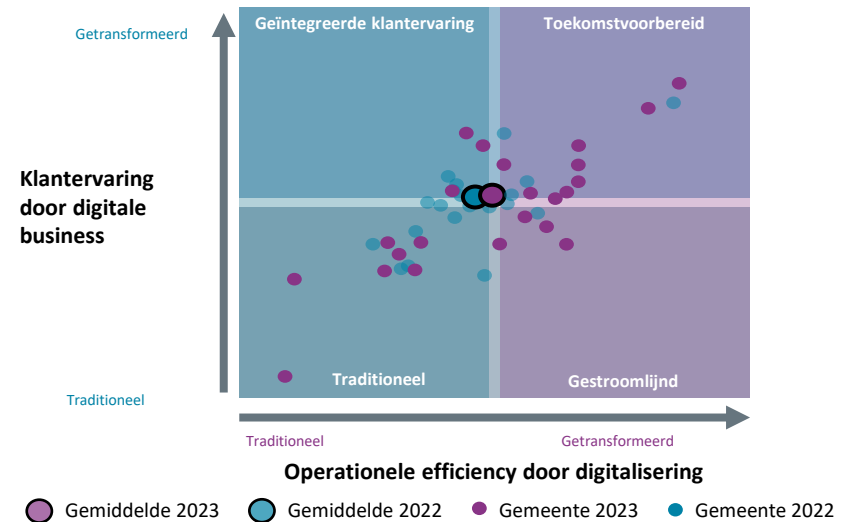 Getransformeerd
Geïntegreerde klantervaring
Toekomstvoorbereid
Klantervaring
door digitale
business
Traditioneel
Gestroomlijnd
Traditioneel
Traditioneel
Getransformeerd
Operationele efficiency door digitalisering
Gemiddelde 2023
Gemiddelde 2022
Gemeente 2023
Gemeente 2022